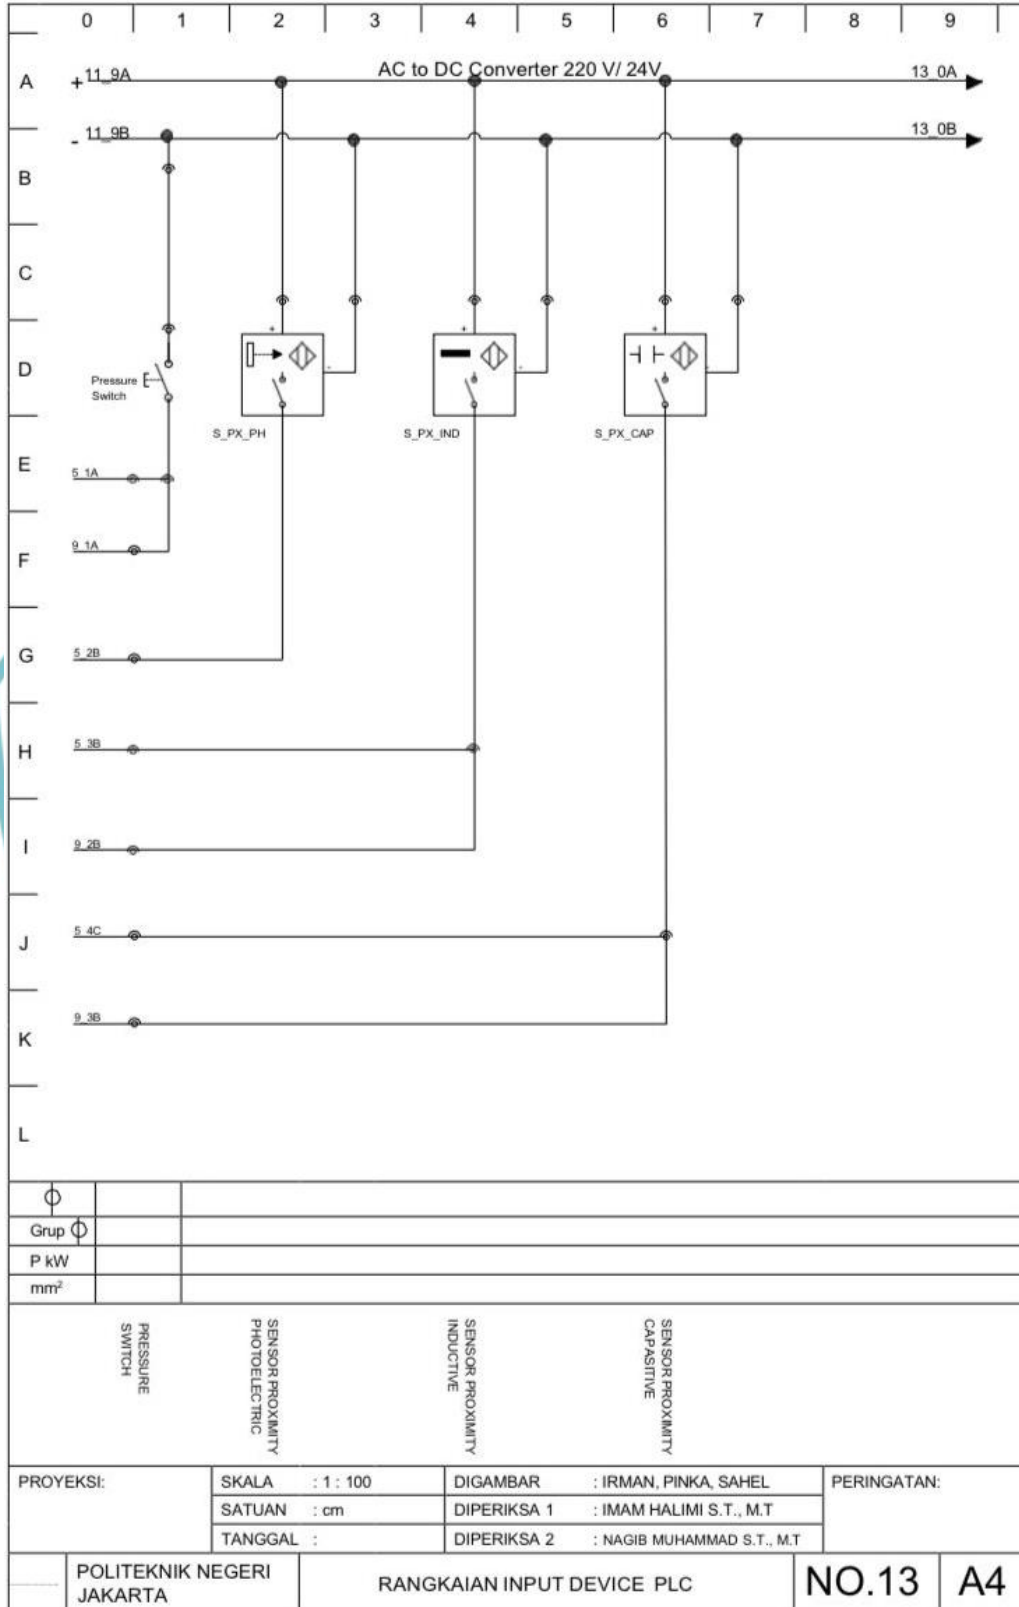 0 1 2 3 4 5 6 7 8 9
A
+ 11_9A
AC to DC Converter 220 V/ 24V
13_0A
- 11_9B
13_0B
B
C
D
Pressure
Switch
+
-
+
-
+
-
S_PX_PH
S_PX_IND
S_PX_CAP
E
5_1A
F
9_1A
G
5_2B
H
5_3B
I
9_2B
J
5_4C
K
9_3B
L
Grup
P kW
mm²
PRESSURE
SWITCH
SENSOR PROXIMITY
PHOTOELECTRIC
SENSOR PROXIMITY
INDUCTIVE
SENSOR PROXIMITY
CAPASITIVE
PROYEKSI:
SKALA : 1 : 100
SATUAN : cm
TANGGAL :
DIGAMBAR : IRMAN, PINKA, SAHEL
DIPERIKSA 1 : IMAM HALIMI S.T., M.T
DIPERIKSA 2 : NAGIB MUHAMMAD S.T., M.T
PERINGATAN:
POLITEKNIK NEGERI
JAKARTA
RANGKAIAN INPUT DEVICE PLC
NO.13
A4